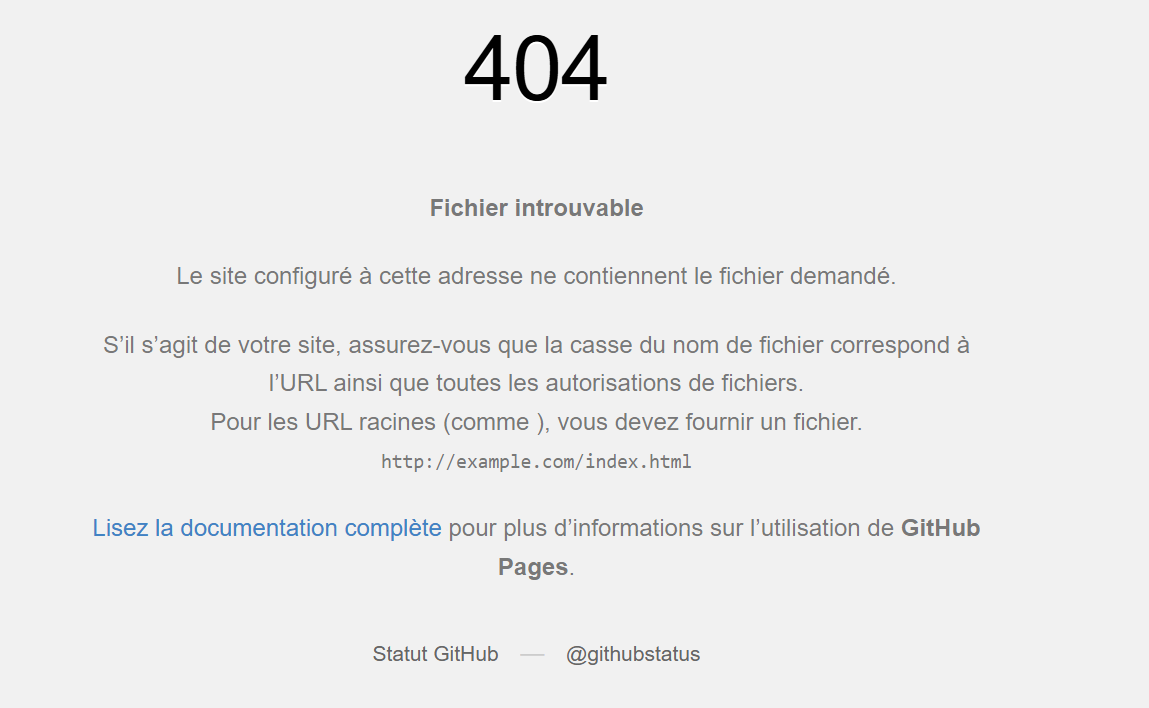 404
Fichier introuvable
Le site configuré à cette adresse ne contiennent le fichier demandé.
S’il s’agit de votre site, assurez-vous que la casse du nom de fichier correspond à
l’URL ainsi que toutes les autorisations de fichiers.
Pour les URL racines (comme ), vous devez fournir un fichier.
http://example.com/index.html
Lisez la documentation complète pour plus d’informations sur l’utilisation de GitHub
Pages.
Statut GitHub — @githubstatus